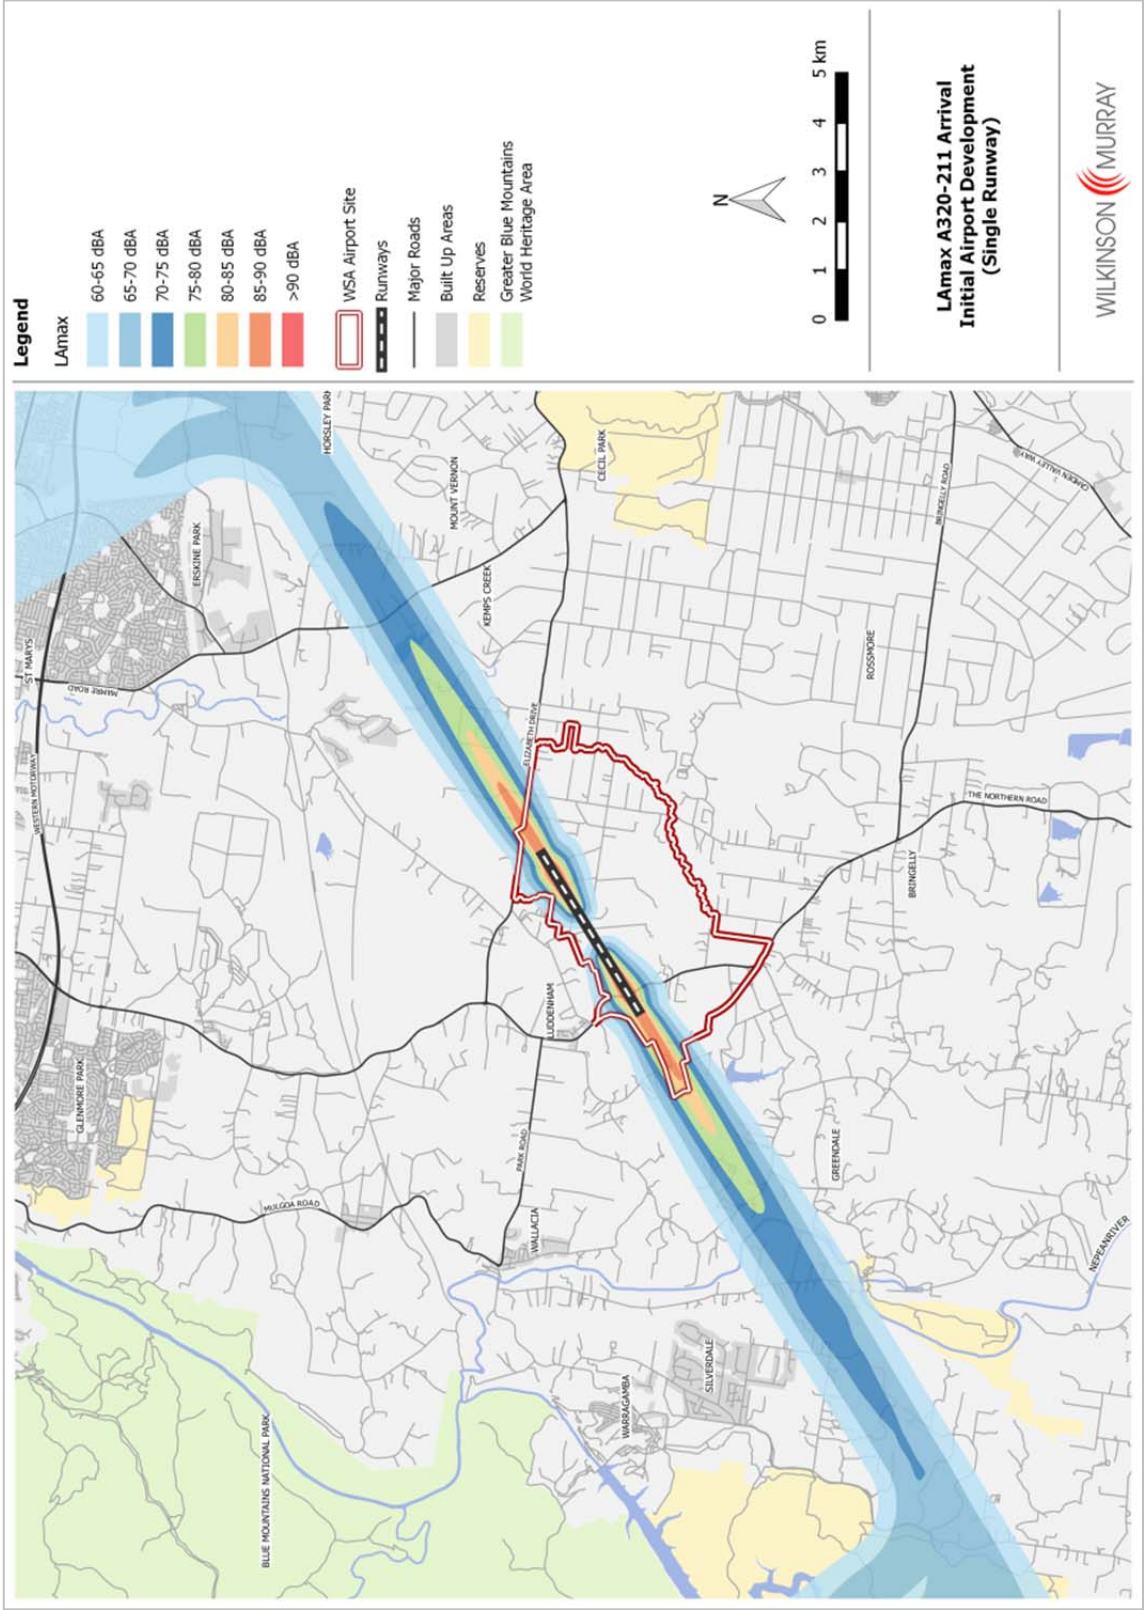 Legend
LAmax
60-65 dBA
65-70 dBA
70-75 dBA
75-80 dBA
80-85 dBA
85-90 dBA
>90 dBA
WSA Airport Site
Runways
Major Roads
Built Up Areas
Reserves
Greater Blue Mountains
World Heritage Area
N
0 1 2 3 4 5 km
LAmax A320-211 Arrival
Initial Airport Development
(Single Runway)
WILKINSON MURRAY
ST MARYS
MAMRE ROAD
WESTERN MOTORWAY
ERSKINE PARK
HORSLEY PARK
MOUNT VERNON
KEMPS CREEK
CECIL PARK
ELIZABETH DRIVE
BRINGELLY ROAD
CAMDEN VALLEY WAY
ROSSMORE
THE NORTHERN ROAD
BRINGELLY
LUDDENHAM
GLENMORE PARK
PARK ROAD
MULGOA ROAD
WALLACIA
GREENDALE
NEPEANRIVER
SILVERDALE
WARRAGAMBA
BLUE MOUNTAINS NATIONAL PARK